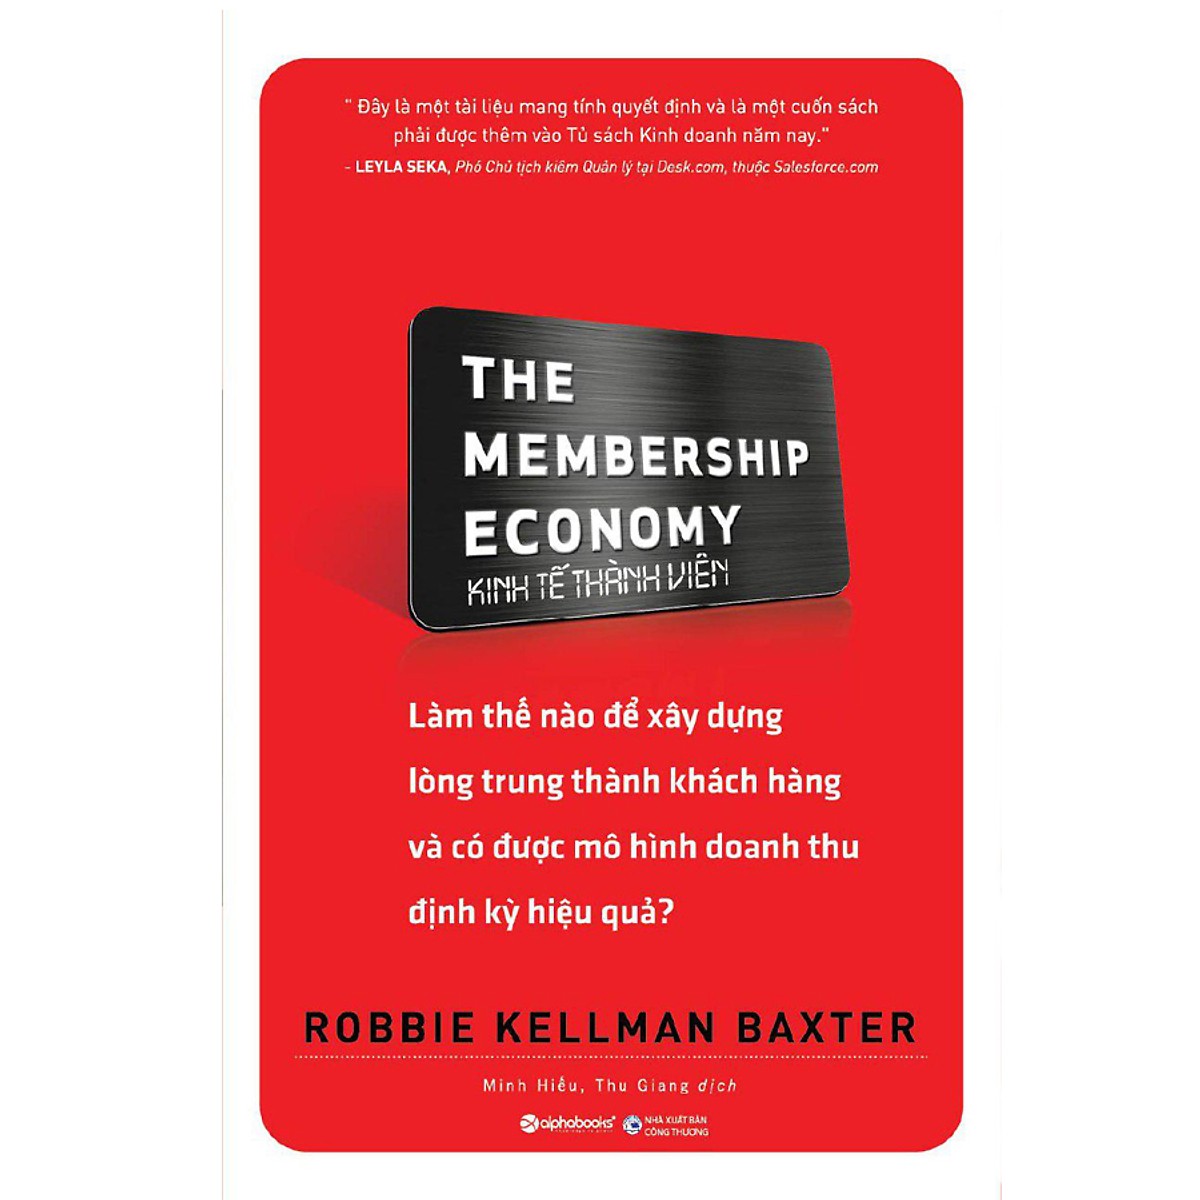 " Đây là một tài liệu mang tính quyết định và là một cuốn sách
phải được thêm vào Tủ sách Kinh doanh năm nay."
- LEYLA SEKA, Phó Chủ tịch kiêm Quản lý tại Desk.com, thuộc Salesforce.com
THE
MEMBERSHIP
ECONOMY
KINH TẾ THÀNH VIÊN
Làm thế nào để xây dựng
lòng trung thành khách hàng
và có được mô hình doanh thu
định kỳ hiệu quả?
ROBBIE KELLMAN BAXTER
Minh Hiếu, Thu Giang dịch
alphabooks
NHÀ XUẤT BẢN
CÔNG THƯƠNG